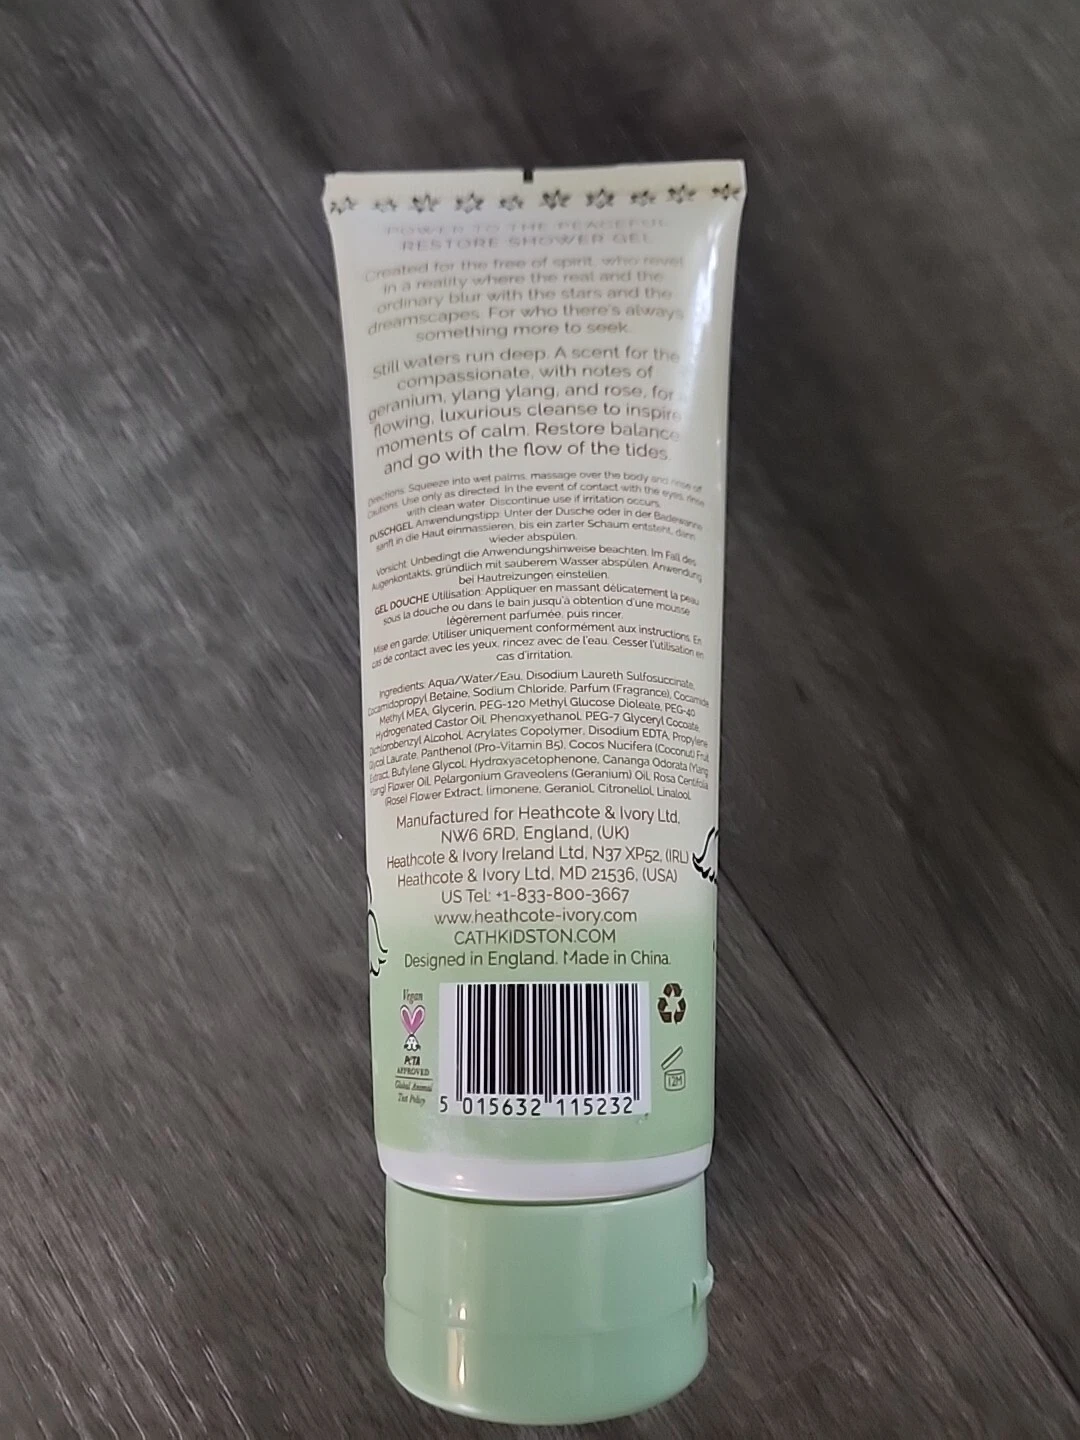 POWER TO THE PEACEFUL
RESTORE SHOWER GEL
Created for the free of spirit, who revel
in a reality where the real and the
ordinary blur with the stars and the
dreamscapes. For who there's always
something more to seek.
Still waters run deep. A scent for the
compassionate, with notes of
geranium, ylang ylang, and rose, for
flowing, luxurious cleanse to inspire
moments of calm. Restore balance
and go with the flow of the tides.
Directions: Squeeze into wet palms, massage over the body and rinse off
Cautions: Use only as directed. In the event of contact with the eyes, rinse
with clean water. Discontinue use if irritation occurs.
DUSCHGEL Anwendungstipp: Unter der Dusche oder in der Badewanne
sanft in die Haut einmassieren, bis ein zarter Schaum entsteht, dann
wieder abspülen.
Vorsicht: Unbedingt die Anwendungshinweise beachten. Im Fall des
Augenkontakts, gründlich mit sauberem Wasser abspülen. Anwendung
bei Hautreizungen einstellen.
GEL DOUCHE Utilisation: Appliquer en massant délicatement la peau
sous la douche ou dans le bain jusqu'à obtention d'une mousse
légèrement parfumée, puis rincer.
Mise en garde: Utiliser uniquement conformément aux instructions. En
cas de contact avec les yeux, rincez avec de l'eau. Cesser l'utilisation en
cas d'irritation.
Ingredients: Aqua/Water/Eau, Disodium Laureth Sulfosuccinate,
Cocamidopropyl Betaine, Sodium Chloride, Parfum (Fragrance), Cocamide
Methyl MEA, Glycerin, PEG-120 Methyl Glucose Dioleate, PEG-40
Hydrogenated Castor Oil, Phenoxyethanol, PEG-7 Glyceryl Cocoate,
Dichlorobenzyl Alcohol, Acrylates Copolymer, Disodium EDTA, Propylene
Glycol Laurate, Panthenol (Pro-Vitamin B5), Cocos Nucifera (Coconut) Fruit
Extract, Butylene Glycol, Hydroxyacetophenone, Cananga Odorata (Ylang
Ylang) Flower Oil, Pelargonium Graveolens (Geranium) Oil, Rosa Centifolia
(Rose) Flower Extract, limonene, Geraniol, Citronellol, Linalool.
Manufactured for Heathcote & Ivory Ltd,
NW6 6RD, England, (UK)
Heathcote & Ivory Ireland Ltd, N37 XP52, (IRL)
Heathcote & Ivory Ltd, MD 21536, (USA)
US Tel: +1-833-800-3667
www.heathcote-ivory.com
CATHKIDSTON.COM
Designed in England. Made in China.
Vegan
PETA
APPROVED
Global Animal
Test Policy
12M
5 015632 115232